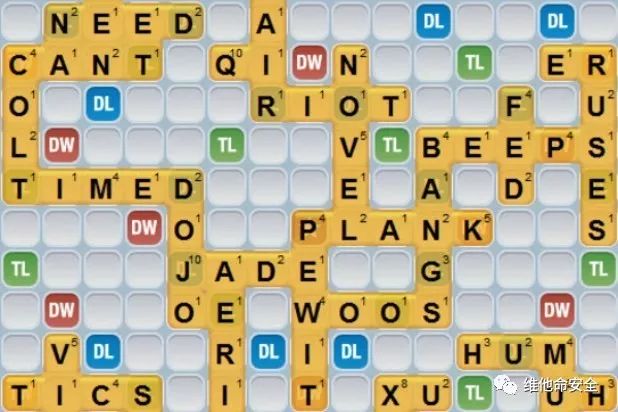 NEED A DL DL
CANT QI DW N TL ER
O DL RIOT F U
L DW TL V TL BEEPS
TIMED E A D E
DW O PLANK S
TL JADE G TL
DW OE WOOS DW
V DL R DL I DL HUM
TICS I T XU TL UH
维他命安全